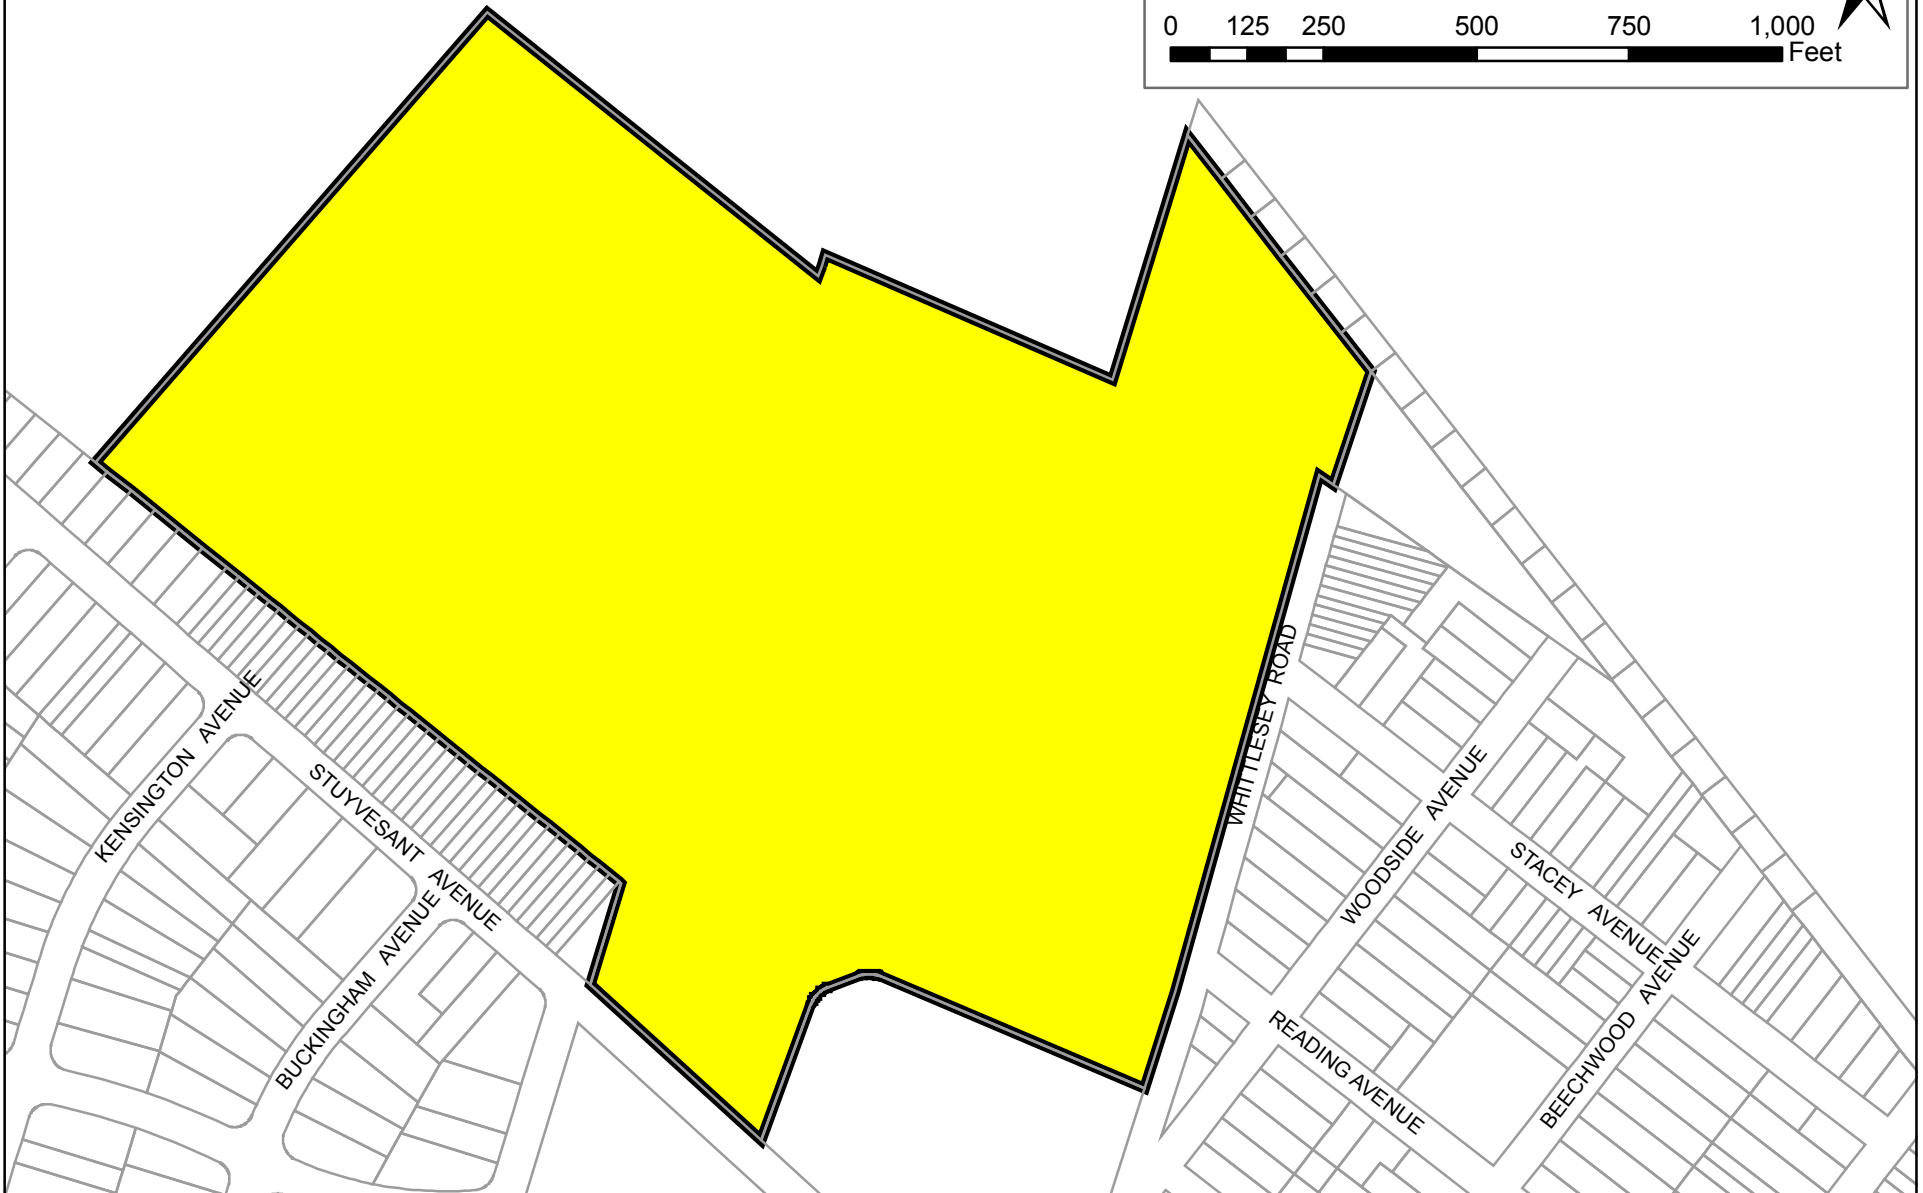 0 125 250 500 750 1,000
Feet
WHITTLESEY ROAD
KENSINGTON AVENUE
STUYVESANT AVENUE
BUCKINGHAM AVENUE
WOODSIDE AVENUE
STACEY AVENUE
READING AVENUE
BEECHWOOD AVENUE